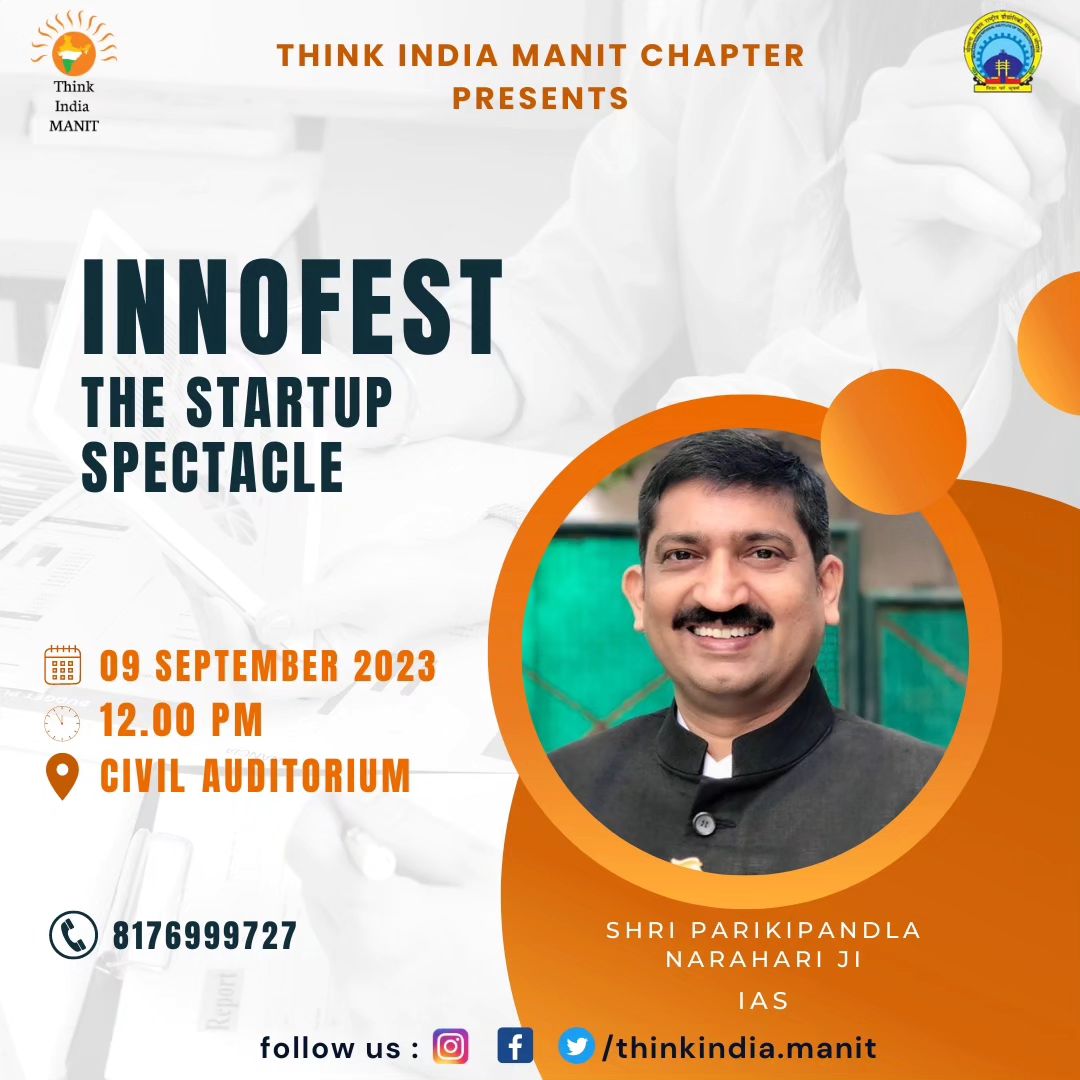 Think
India
MANIT
THINK INDIA MANIT CHAPTER
PRESENTS
INNOFEST
THE STARTUP
SPECTACLE
09 SEPTEMBER 2023
12.00 PM
CIVIL AUDITORIUM
8176999727
SHRI PARIKIPANDLA
NARAHARI JI
IAS
Report
follow us : /thinkindia.manit